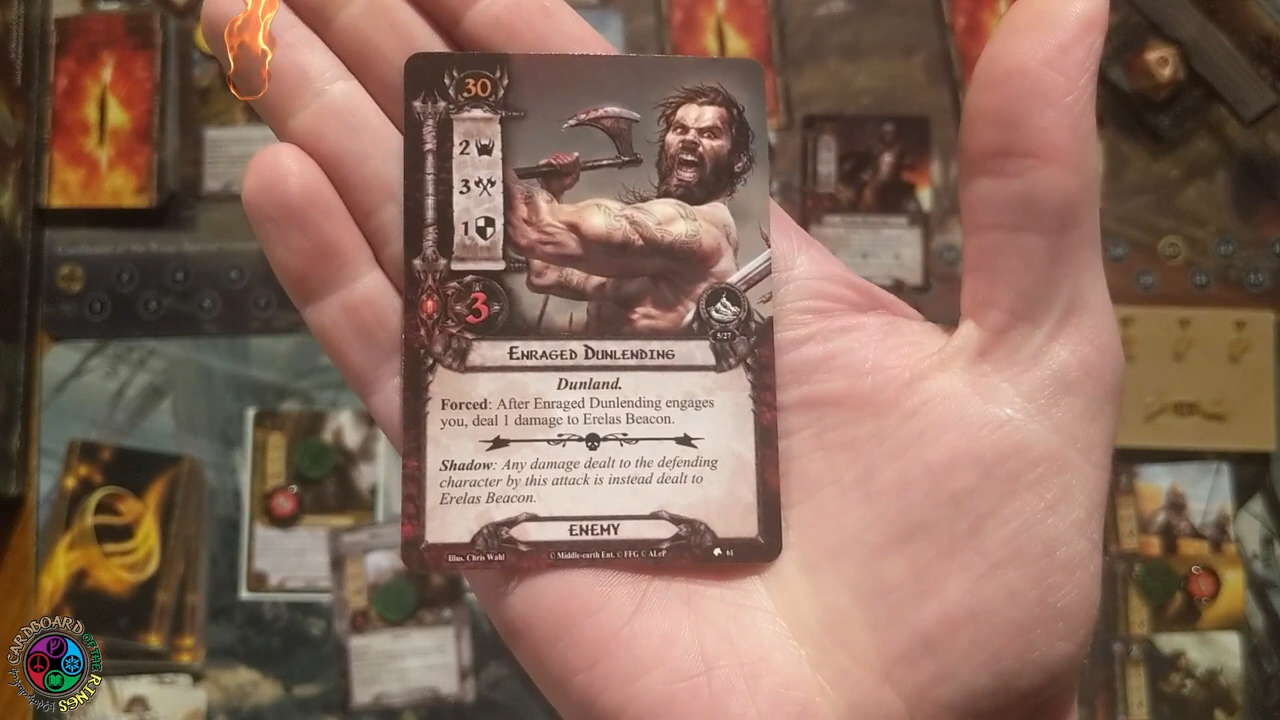 30
2
3
1
3
5/27
Enraged Dunlending
Dunland.
Forced: After Enraged Dunlending engages
you, deal 1 damage to Erelas Beacon.
Shadow: Any damage dealt to the defending
character by this attack is instead dealt to
Erelas Beacon.
Enemy
Illus. Chris Wahl © Middle-earth Ent. © FFG © ALeP 61
CARDBOARD OF THE RINGS